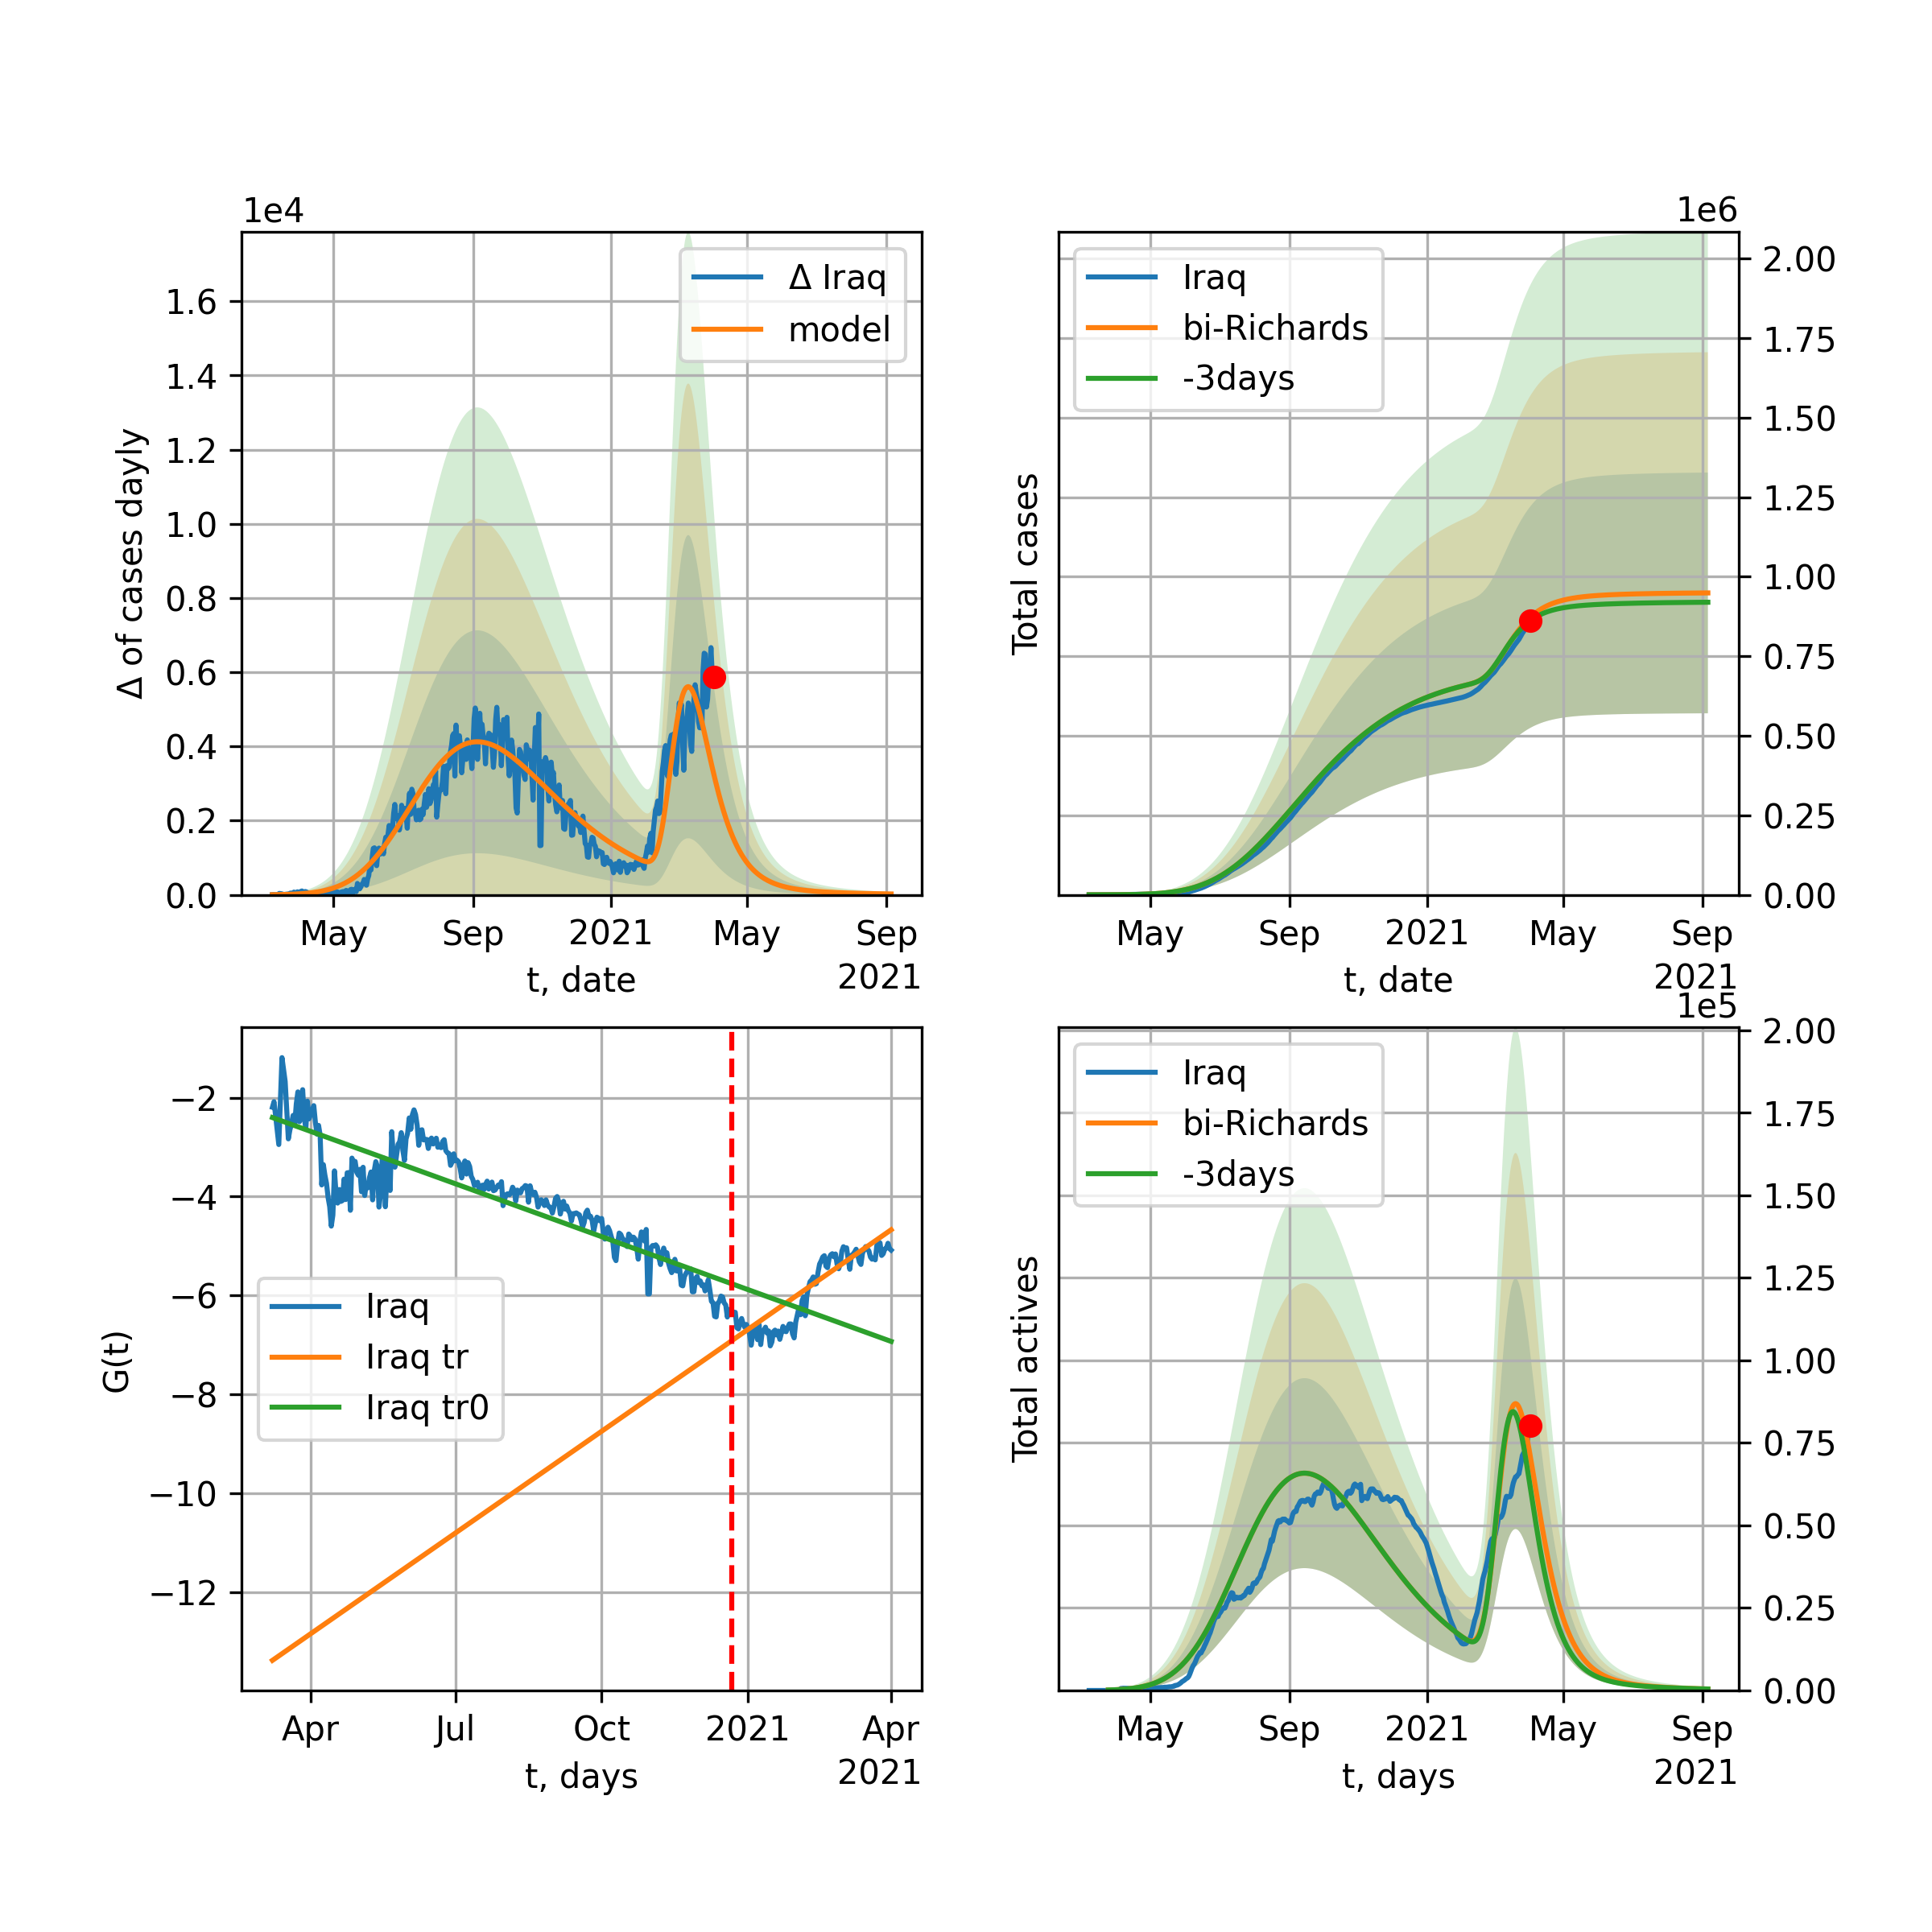 1e4
Δ Iraq
model
1.6
1.4
1.2
1.0
0.8
0.6
0.4
0.2
0.0
Δ of cases dayly
May Sep 2021 May Sep
t, date
2021
1e6
Iraq
bi-Richards
-3days
2.00
1.75
1.50
1.25
1.00
0.75
0.50
0.25
0.00
Total cases
May Sep 2021 May Sep
t, date
2021
Iraq
Iraq tr
Iraq tr0
−2
−4
−6
−8
−10
−12
G(t)
Apr Jul Oct 2021 Apr
t, days
2021
1e5
Iraq
bi-Richards
-3days
2.00
1.75
1.50
1.25
1.00
0.75
0.50
0.25
0.00
Total actives
May Sep 2021 May Sep
t, days
2021